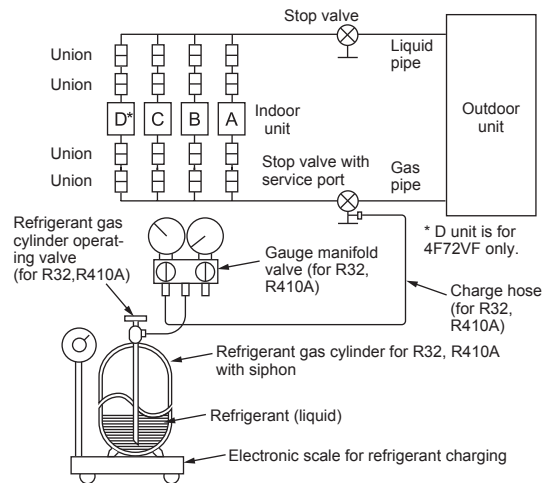 Stop valve
Union
Liquid
pipe
Union
D*
C
B
A
Indoor
unit
Outdoor
unit
Union
Stop valve with
service port
Gas
pipe
Union
* D unit is for
4F72VF only.
Refrigerant gas
cylinder operat-
ing valve
(for R32,R410A)
Gauge manifold
valve (for R32,
R410A)
Charge hose
(for R32,
R410A)
Refrigerant gas cylinder for R32, R410A
with siphon
Refrigerant (liquid)
Electronic scale for refrigerant charging